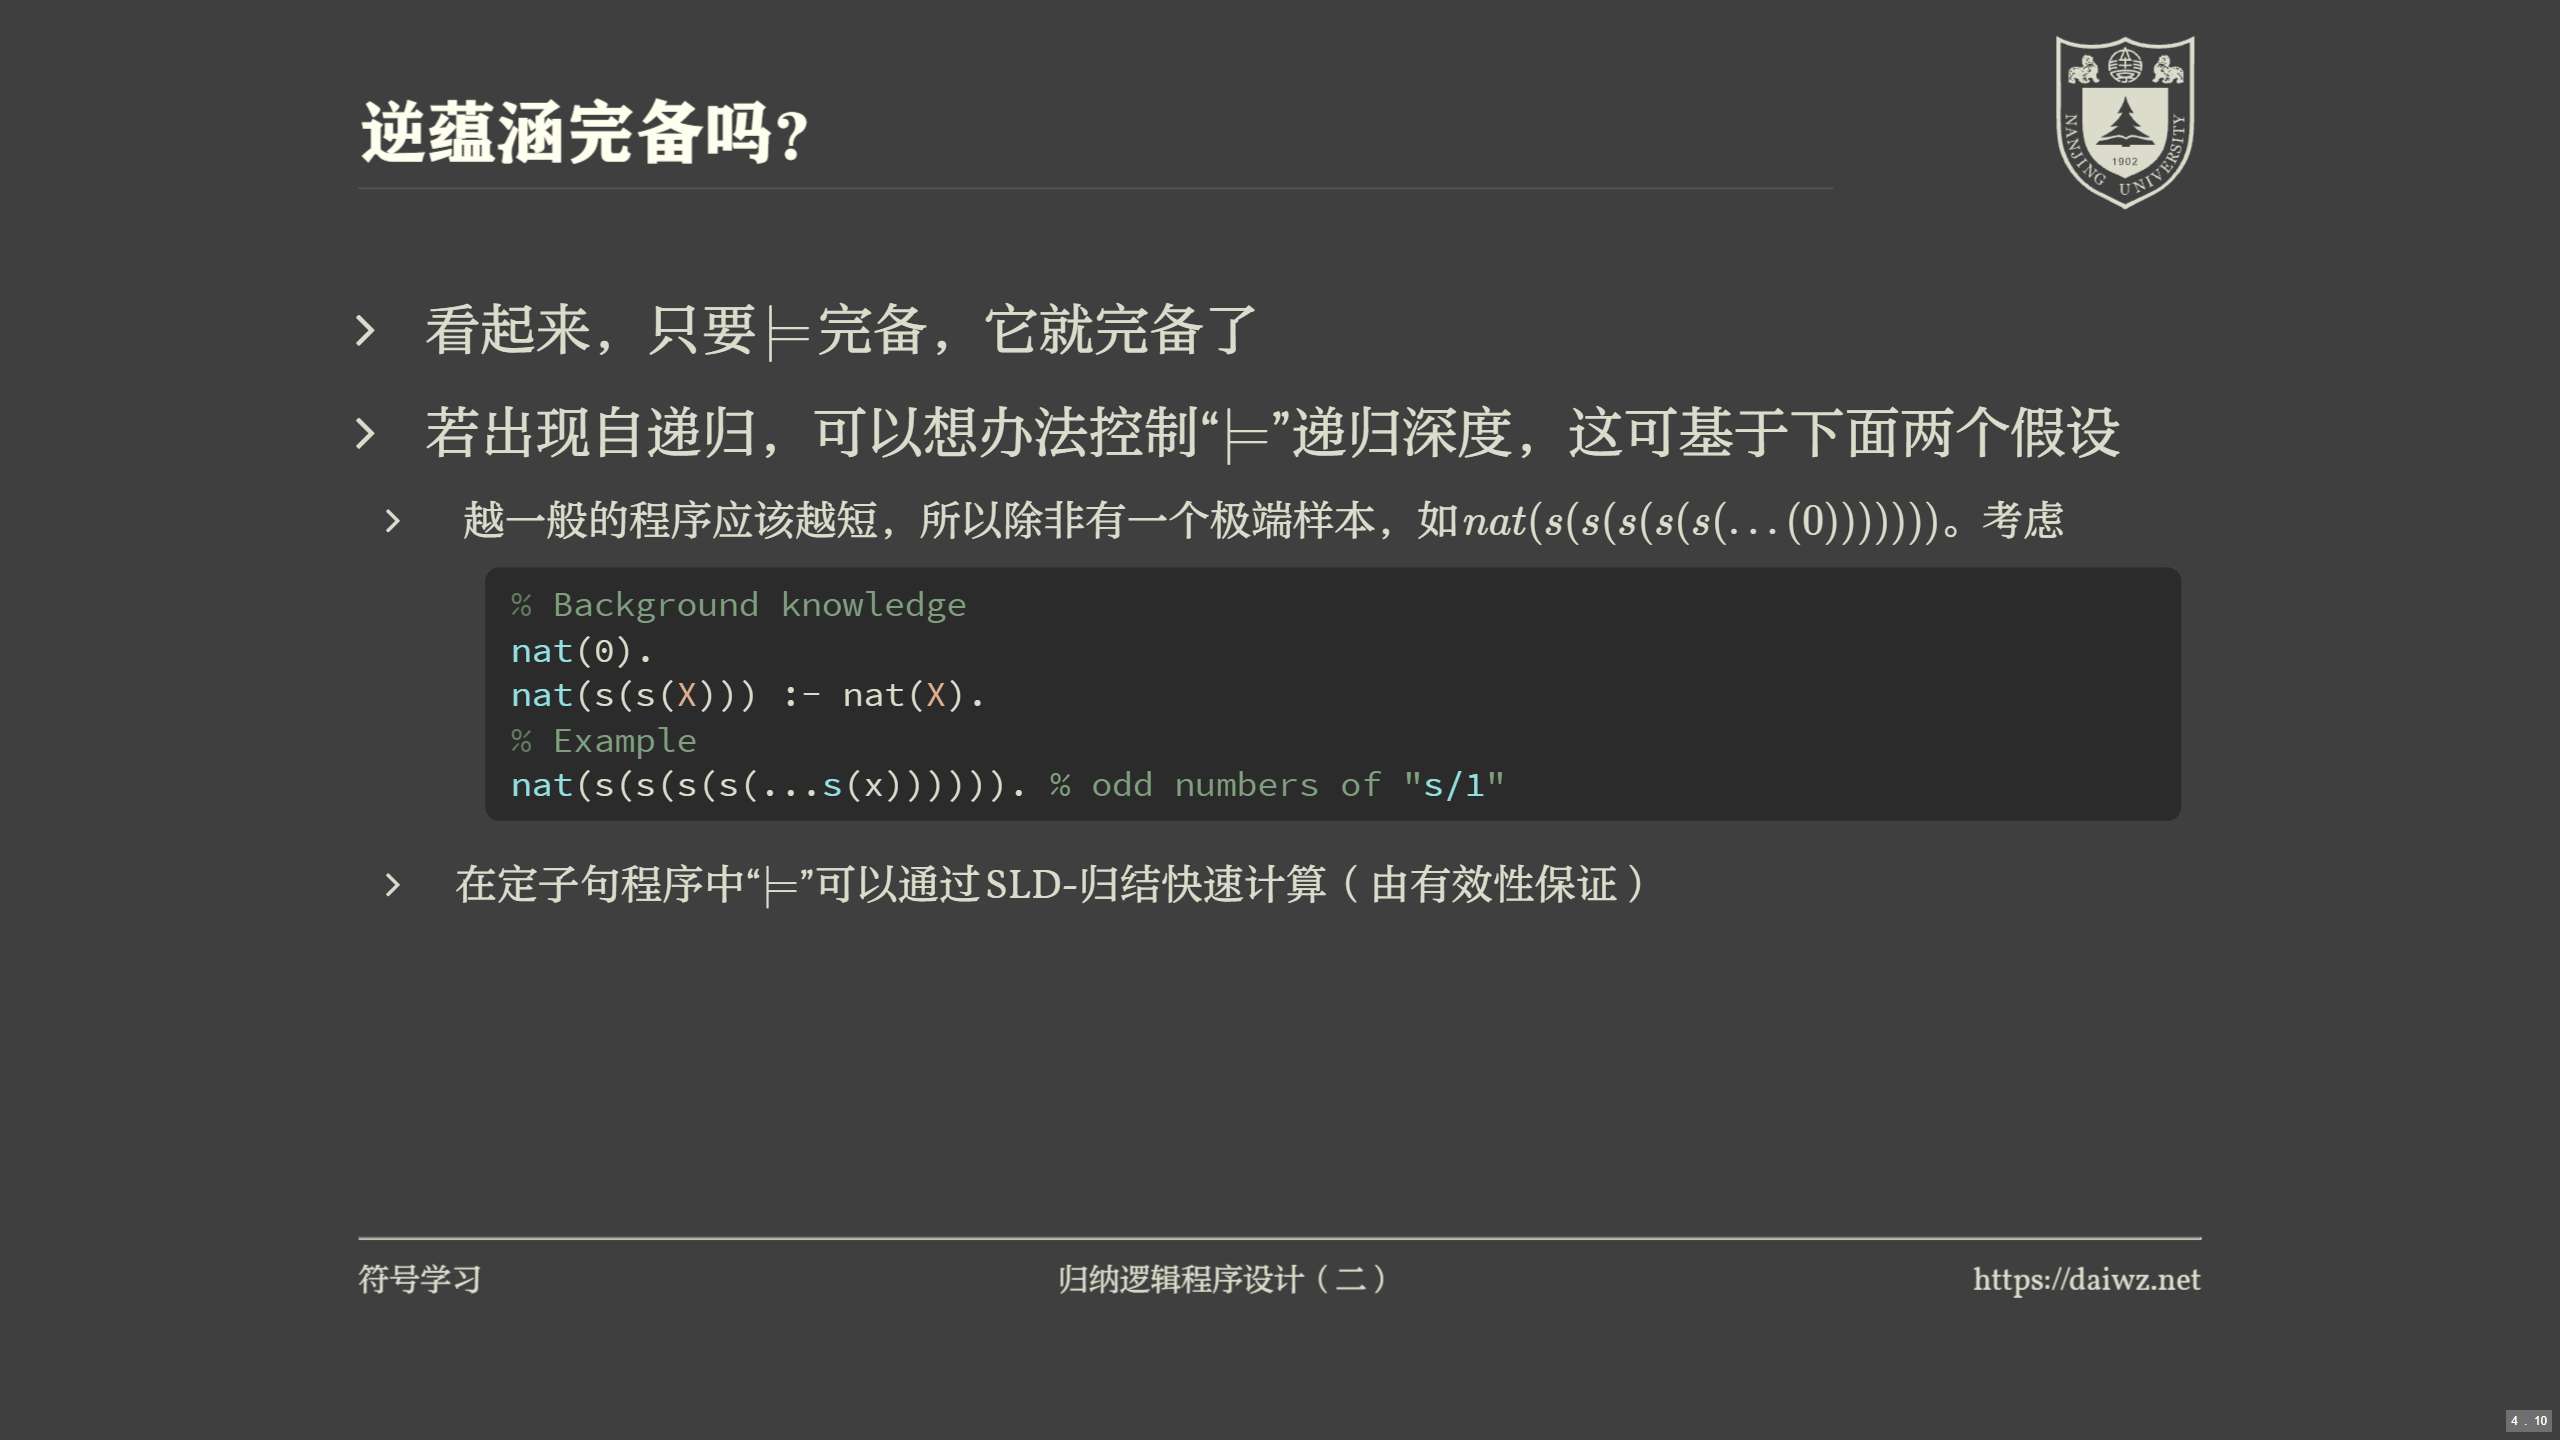 逆蕴涵完备吗?
NANJING UNIVERSITY
1902
看起来，只要⊨完备，它就完备了
若出现自递归，可以想办法控制“⊨”递归深度，这可基于下面两个假设
越一般的程序应该越短，所以除非有一个极端样本，如nat(s(s(s(s(s(...(0)))))))。考虑
% Background knowledge
nat(0).
nat(s(s(X))) :- nat(X).
% Example
nat(s(s(s(s(...s(x)))))). % odd numbers of "s/1"
在定子句程序中“⊨”可以通过SLD-归结快速计算（由有效性保证）
符号学习
归纳逻辑程序设计（二）
https://daiwz.net
4 . 10